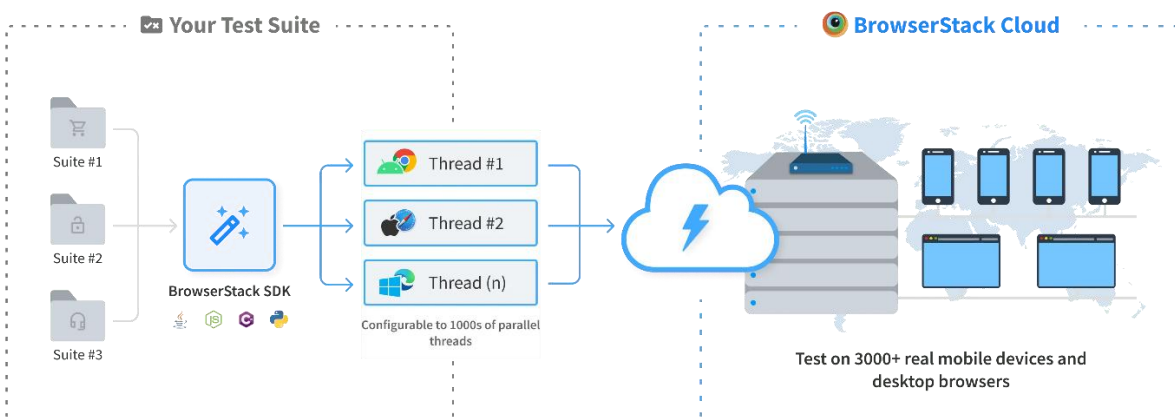 Your Test Suite
BrowserStack Cloud
Suite #1
Suite #2
Suite #3
BrowserStack SDK
JS
C
Thread #1
Thread #2
Thread (n)
Configurable to 1000s of parallel
threads
Test on 3000+ real mobile devices and
desktop browsers